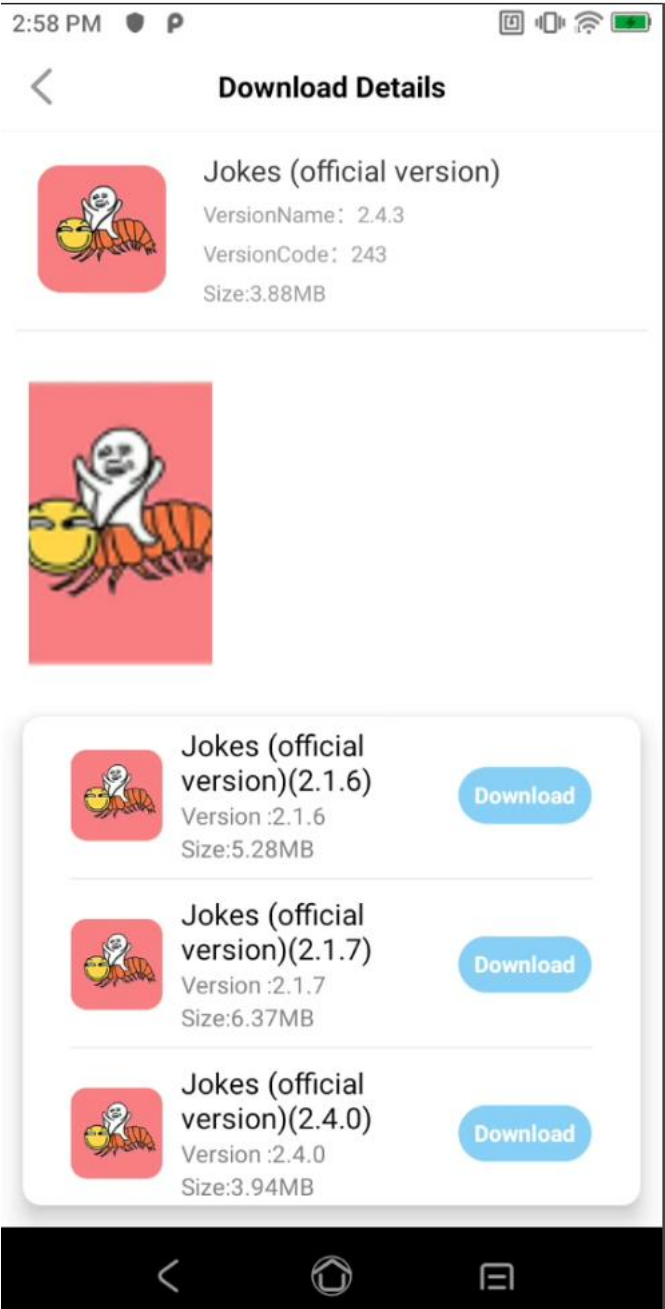 2:58 PM
Download Details
Jokes (official version)
VersionName：2.4.3
VersionCode：243
Size:3.88MB
Jokes (official
version)(2.1.6)
Version :2.1.6
Size:5.28MB
Download
Jokes (official
version)(2.1.7)
Version :2.1.7
Size:6.37MB
Download
Jokes (official
version)(2.4.0)
Version :2.4.0
Size:3.94MB
Download